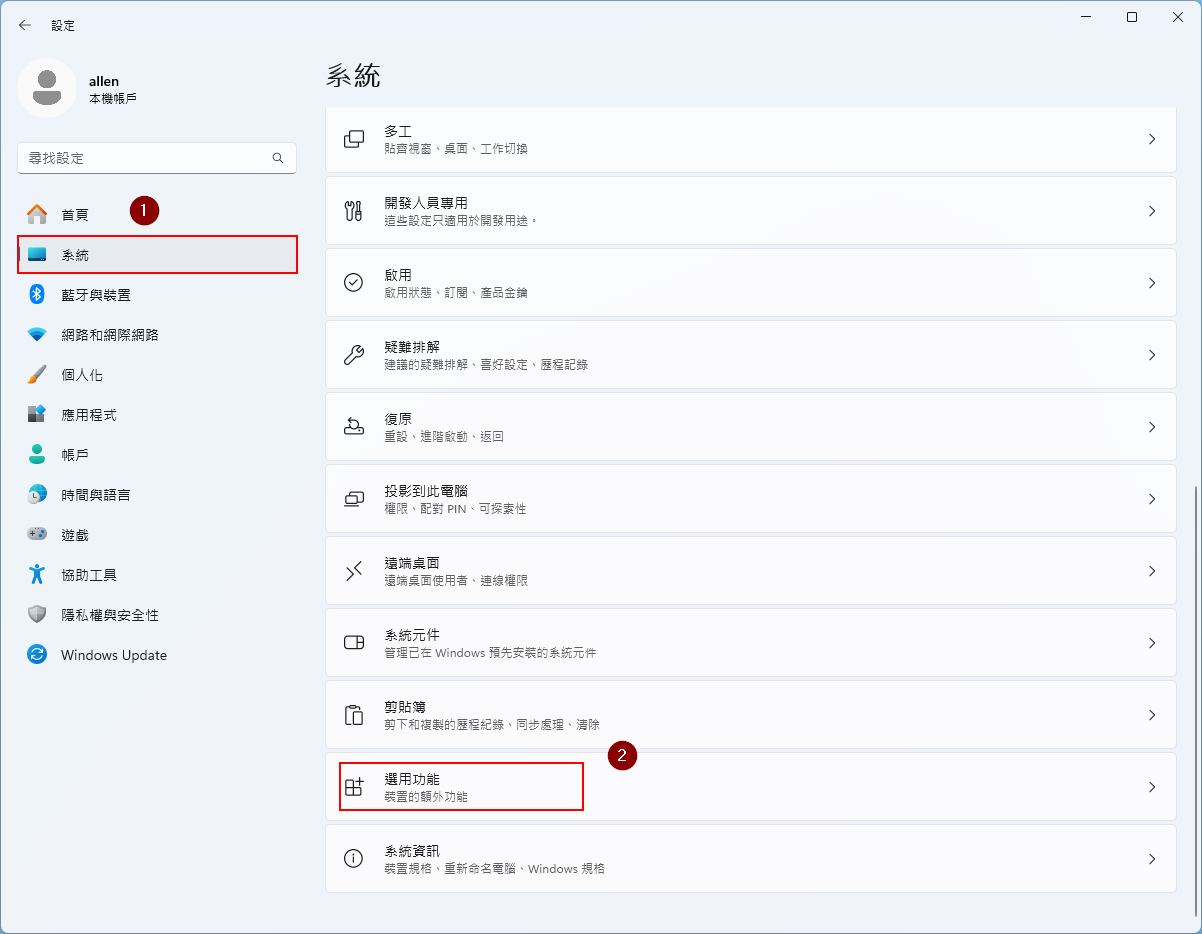 設定
allen
本機帳戶
尋找設定
首頁
1
系統
藍牙與裝置
網路和網際網路
個人化
應用程式
帳戶
時間與語言
遊戲
協助工具
隱私權與安全性
Windows Update
系統
多工
貼齊視窗、桌面、工作切換
開發人員專用
這些設定只適用於開發用途。
啟用
啟用狀態、訂閱、產品金鑰
疑難排解
建議的疑難排解、喜好設定、歷程記錄
復原
重設、進階啟動、返回
投影到此電腦
權限、配對 PIN、可探索性
遠端桌面
遠端桌面使用者、連線權限
系統元件
管理已在 Windows 預先安裝的系統元件
剪貼簿
剪下和複製的歷程紀錄、同步處理、清除
2
選用功能
裝置的額外功能
系統資訊
裝置規格、重新命名電腦、Windows 規格